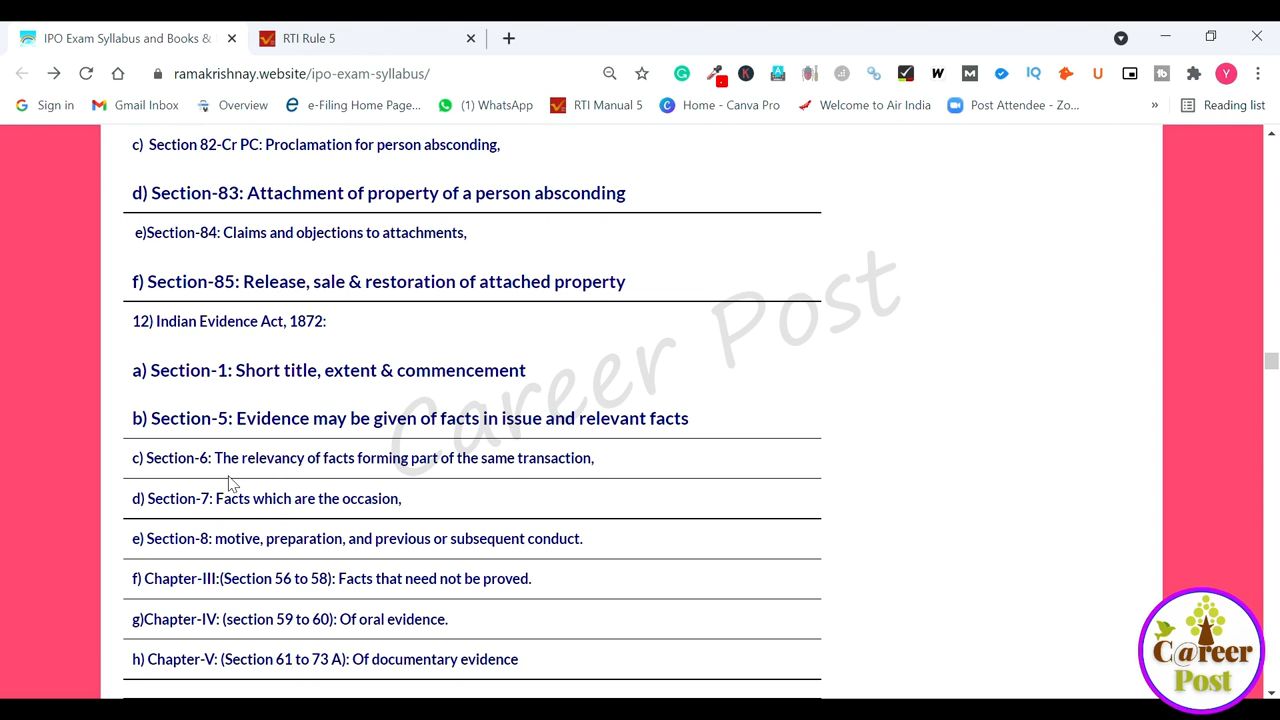 IPO Exam Syllabus and Books &
RTI Rule 5
ramakrishnay.website/ipo-exam-syllabus/
Sign in
Gmail Inbox
Overview
e-Filing Home Page...
(1) WhatsApp
RTI Manual 5
Home - Canva Pro
Welcome to Air India
Post Attendee - Zo...
»
Reading list
c) Section 82-Cr PC: Proclamation for person absconding,
d) Section-83: Attachment of property of a person absconding
e)Section-84: Claims and objections to attachments,
f) Section-85: Release, sale & restoration of attached property
12) Indian Evidence Act, 1872:
a) Section-1: Short title, extent & commencement
b) Section-5: Evidence may be given of facts in issue and relevant facts
c) Section-6: The relevancy of facts forming part of the same transaction,
d) Section-7: Facts which are the occasion,
e) Section-8: motive, preparation, and previous or subsequent conduct.
f) Chapter-III:(Section 56 to 58): Facts that need not be proved.
g)Chapter-IV: (section 59 to 60): Of oral evidence.
h) Chapter-V: (Section 61 to 73 A): Of documentary evidence
Career Post
C@reer
Post